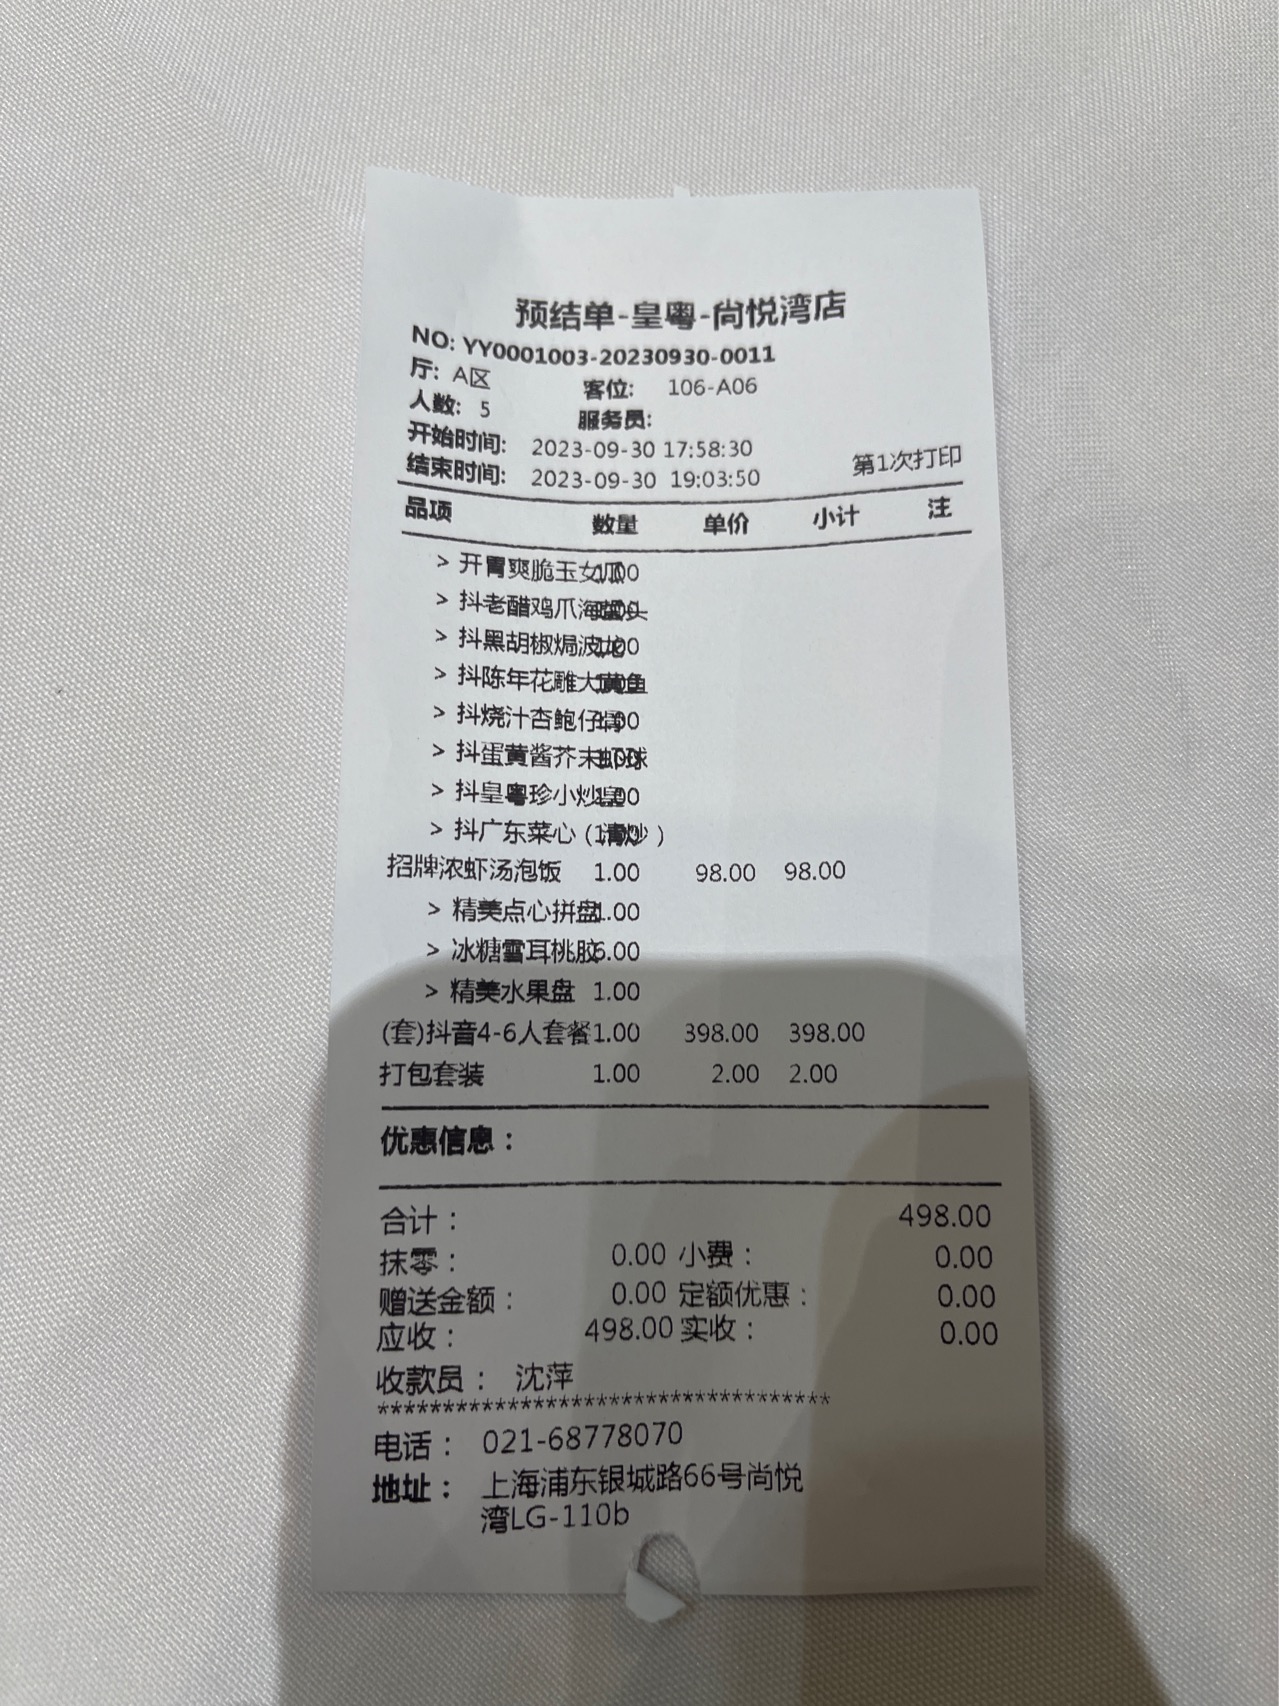 预结单-皇粤-尚悦湾店
NO: YY0001003-20230930-0011
厅: A区 客位: 106-A06
人数: 5 服务员:
开始时间: 2023-09-30 17:58:30
结束时间: 2023-09-30 19:03:50 第1次打印
品项 数量 单价 小计 注
> 开胃爽脆玉女瓜 1.00
> 抖老醋鸡爪海蜇头
> 抖黑胡椒焗波龙 1.00
> 抖陈年花雕大黄鱼
> 抖烧汁杏鲍仔骨
> 抖蛋黄酱芥末虾球
> 抖皇粤珍小炒皇 1.00
> 抖广东菜心 (清炒)
招牌浓虾汤泡饭 1.00 98.00 98.00
> 精美点心拼盘 1.00
> 冰糖雪耳桃胶 6.00
> 精美水果盘 1.00
(套)抖音4-6人套餐 1.00 398.00 398.00
打包套装 1.00 2.00 2.00
优惠信息：
合计： 498.00
抹零： 0.00 小费： 0.00
赠送金额： 0.00 定额优惠： 0.00
应收： 498.00 实收： 0.00
收款员： 沈萍
***********************************
电话： 021-68778070
地址： 上海浦东银城路66号尚悦
湾LG-110b